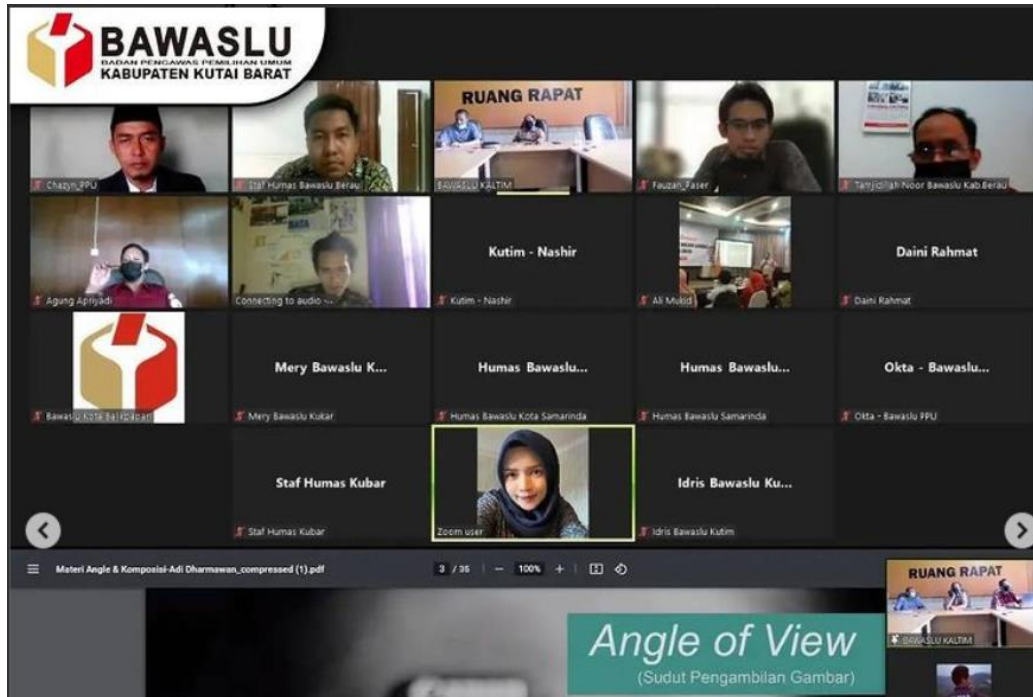 BAWASLU
BADAN PENGAWAS PEMILIHAN UMUM
KABUPATEN KUTAI BARAT
RUANG RAPAT
Chazyn_PPU
Staf Humas Bawaslu Berau
BAWASLU KALTIM
Fauzan_Paser
Tamjidillah Noor Bawaslu Kab.Berau
Kutim - Nashir
Daini Rahmat
Agung Apriyadi
Connecting to audio
Kutim - Nashir
Ali Mukid
Daini Rahmat
Mery Bawaslu K...
Humas Bawaslu...
Humas Bawaslu...
Okta - Bawaslu...
Bawaslu Kota Balikpapan
Mery Bawaslu Kukar
Humas Bawaslu Kota Samarinda
Humas Bawaslu Samarinda
Okta - Bawaslu PPU
Staf Humas Kubar
Idris Bawaslu Ku...
Staf Humas Kubar
Zoom user
Idris Bawaslu Kutim
Materi Angle & Komposisi-Adi Dharmawan_compressed (1).pdf
3 / 35
100%
RUANG RAPAT
BAWASLU KALTIM
Angle of View
(Sudut Pengambilan Gambar)